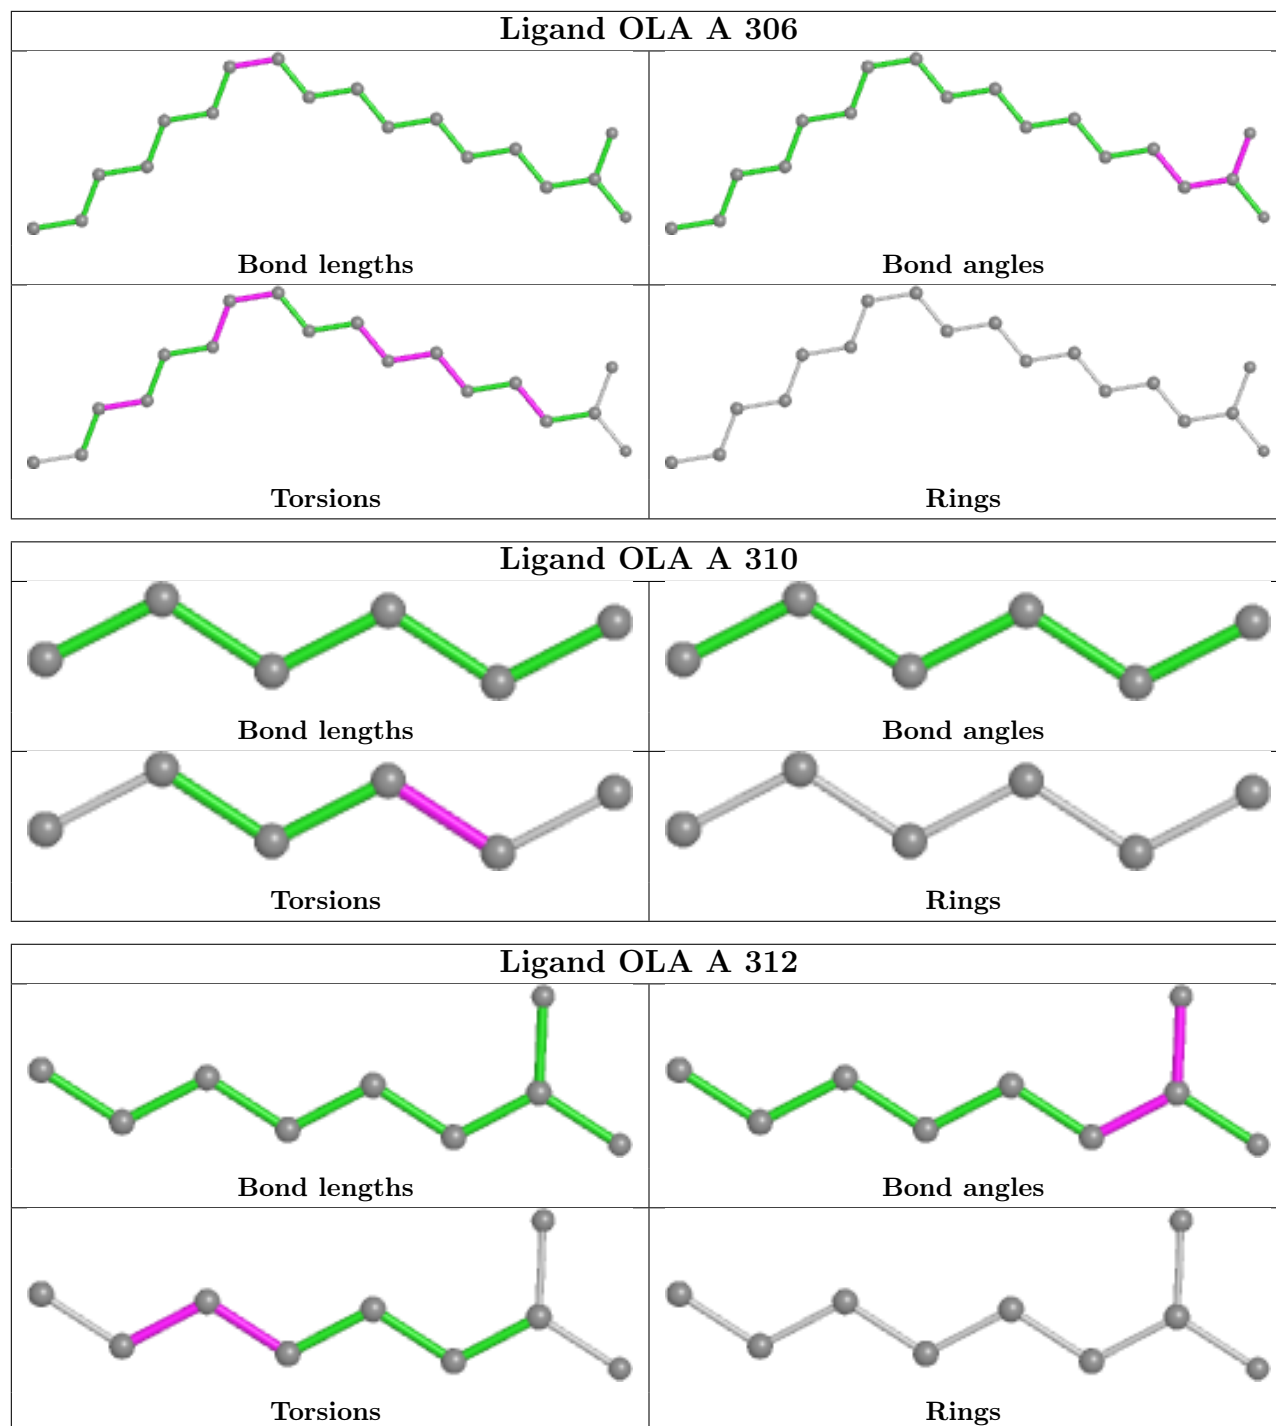 Ligand OLA A 306
Bond lengths
Bond angles
Torsions
Rings
Ligand OLA A 310
Bond lengths
Bond angles
Torsions
Rings
Ligand OLA A 312
Bond lengths
Bond angles
Torsions
Rings